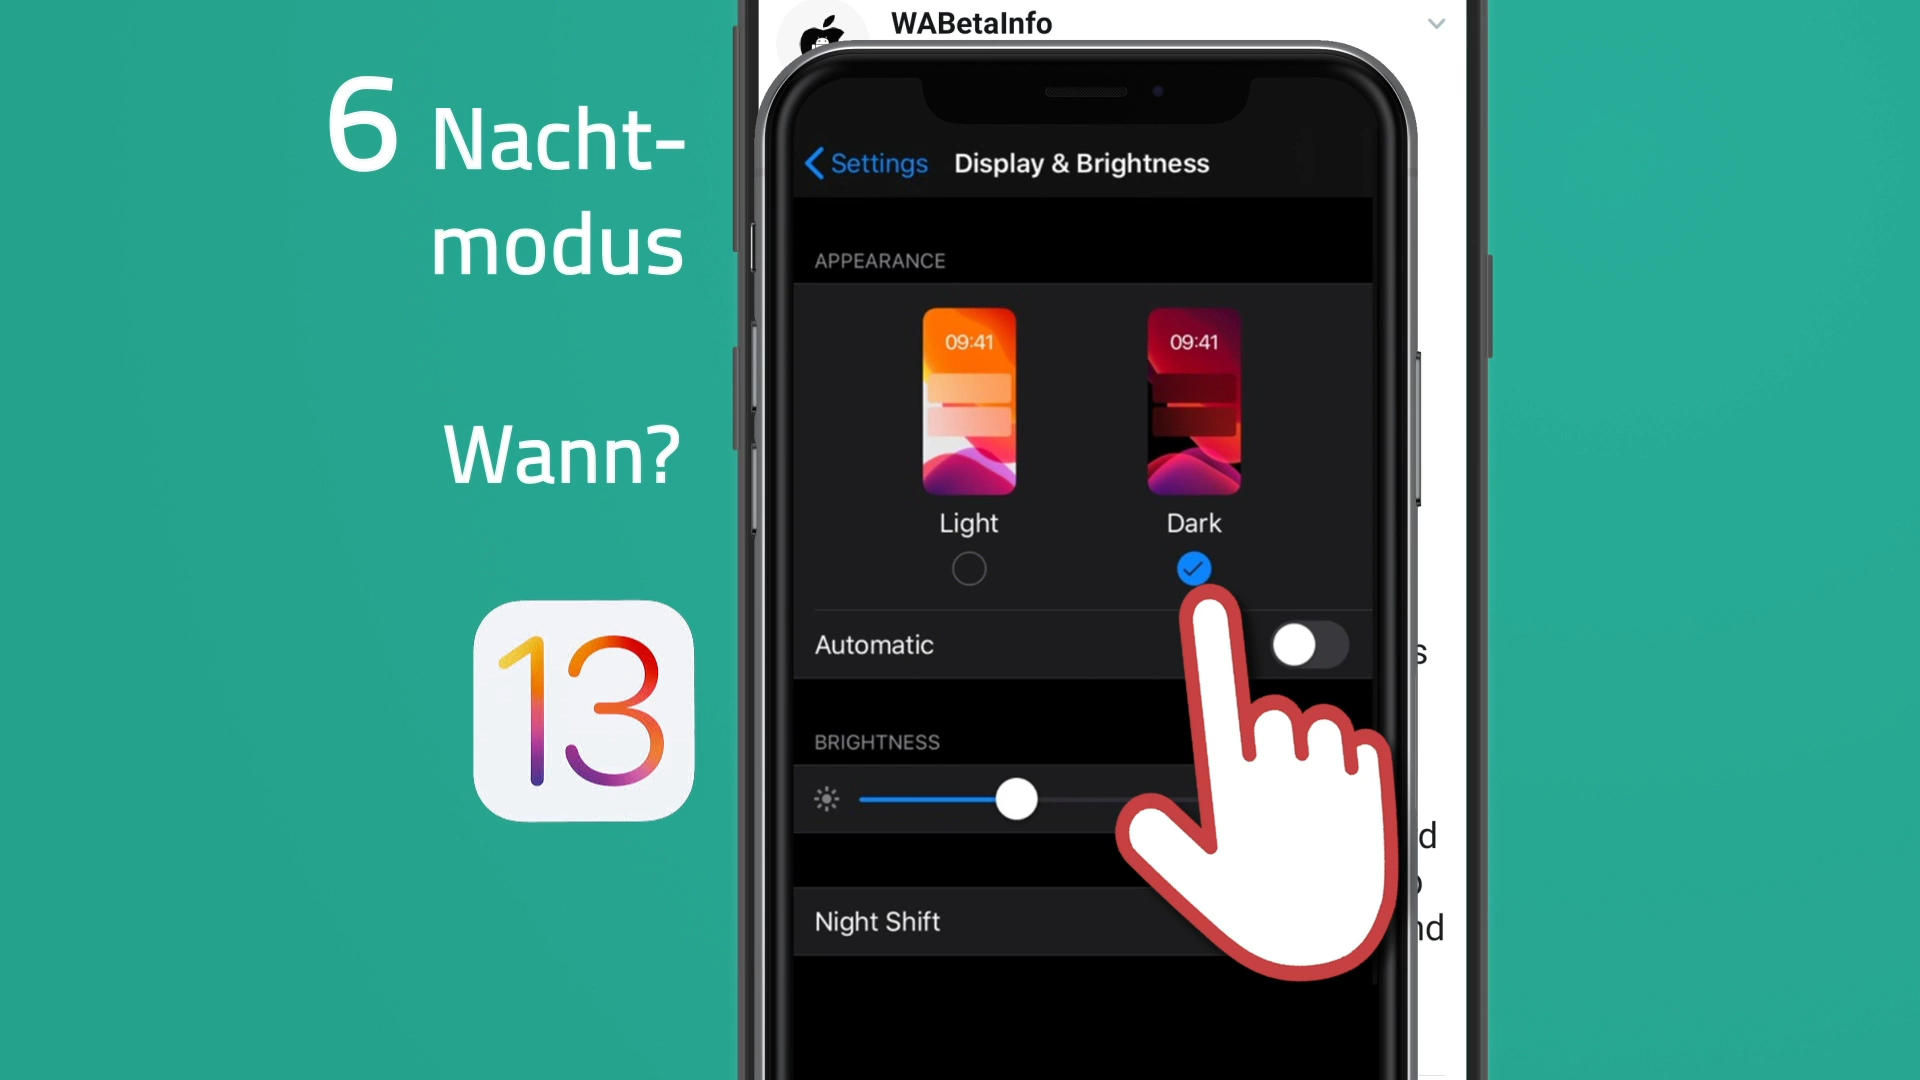 WABetaInfo
6 Nacht-
modus
Wann?
13
Settings Display & Brightness
APPEARANCE
09:41 09:41
Light Dark
Automatic
BRIGHTNESS
Night Shift
s
d
nd